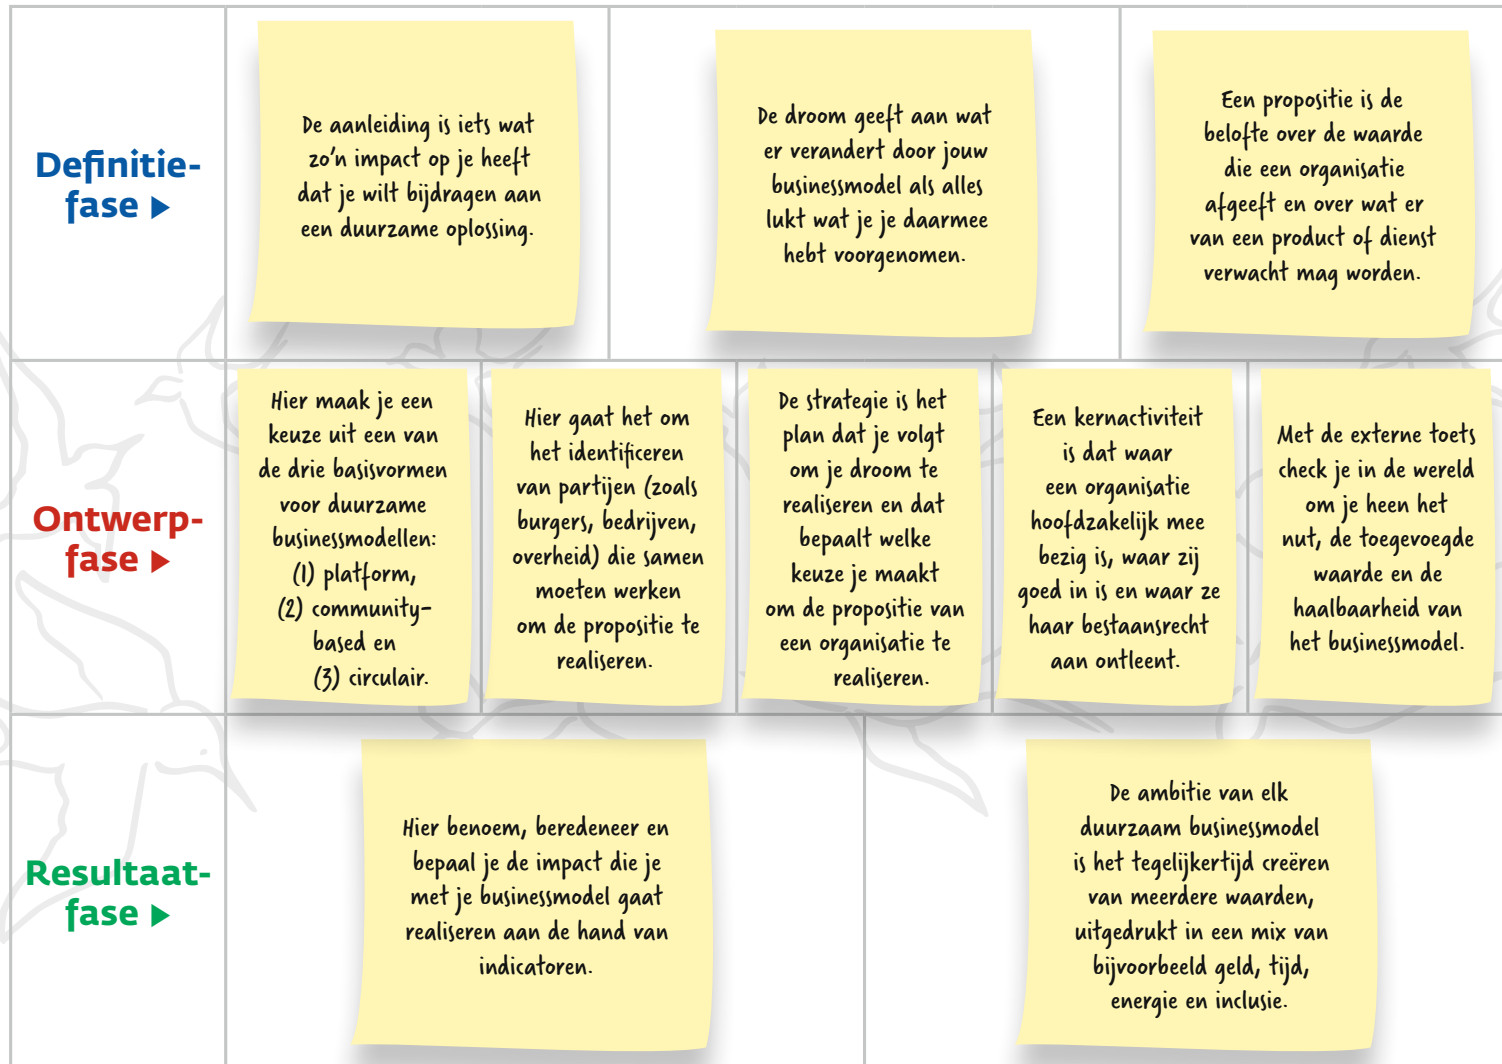 Definitie-
fase ▶
De aanleiding is iets wat
zo'n impact op je heeft
dat je wilt bijdragen aan
een duurzame oplossing.
De droom geeft aan wat
er verandert door jouw
businessmodel als alles
lukt wat je je daarmee
hebt voorgenomen.
Een propositie is de
belofte over de waarde
die een organisatie
afgeeft en over wat er
van een product of dienst
verwacht mag worden.
Ontwerp-
fase ▶
Hier maak je een
keuze uit een van
de drie basisvormen
voor duurzame
businessmodellen:
(1) platform,
(2) community-
based en
(3) circulair.
Hier gaat het om
het identificeren
van partijen (zoals
burgers, bedrijven,
overheid) die samen
moeten werken
om de propositie te
realiseren.
De strategie is het
plan dat je volgt
om je droom te
realiseren en dat
bepaalt welke
keuze je maakt
om de propositie van
een organisatie te
realiseren.
Een kernactiviteit
is dat waar
een organisatie
hoofdzakelijk mee
bezig is, waar zij
goed in is en waar ze
haar bestaansrecht
aan ontleent.
Met de externe toets
check je in de wereld
om je heen het
nut, de toegevoegde
waarde en de
haalbaarheid van
het businessmodel.
Resultaat-
fase ▶
Hier benoem, beredeneer en
bepaal je de impact die je
met je businessmodel gaat
realiseren aan de hand van
indicatoren.
De ambitie van elk
duurzaam businessmodel
is het tegelijkertijd creëren
van meerdere waarden,
uitgedrukt in een mix van
bijvoorbeeld geld, tijd,
energie en inclusie.